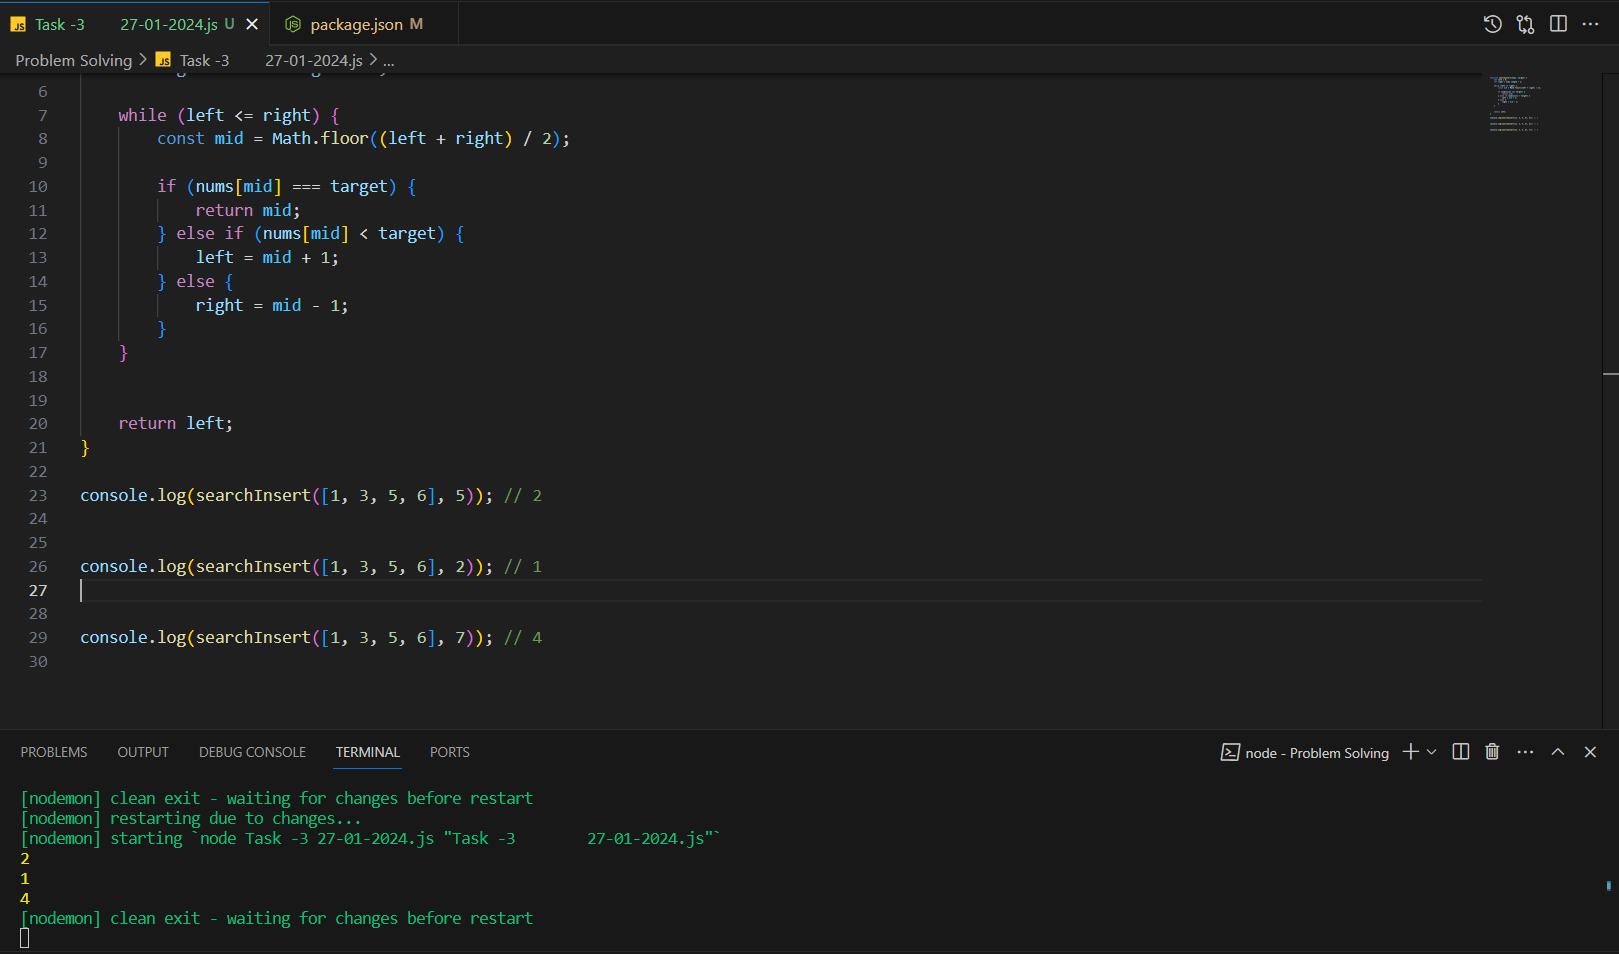 JS Task -3 27-01-2024.js U
package.json M
Problem Solving > JS Task -3 27-01-2024.js > ...
6
7 while (left <= right) {
8 const mid = Math.floor((left + right) / 2);
9
10 if (nums[mid] === target) {
11 return mid;
12 } else if (nums[mid] < target) {
13 left = mid + 1;
14 } else {
15 right = mid - 1;
16 }
17 }
18
19
20 return left;
21 }
22
23 console.log(searchInsert([1, 3, 5, 6], 5)); // 2
24
25
26 console.log(searchInsert([1, 3, 5, 6], 2)); // 1
27
28
29 console.log(searchInsert([1, 3, 5, 6], 7)); // 4
30
PROBLEMS OUTPUT DEBUG CONSOLE TERMINAL PORTS
node - Problem Solving
[nodemon] clean exit - waiting for changes before restart
[nodemon] restarting due to changes...
[nodemon] starting `node Task -3 27-01-2024.js "Task -3 27-01-2024.js"`
2
1
4
[nodemon] clean exit - waiting for changes before restart